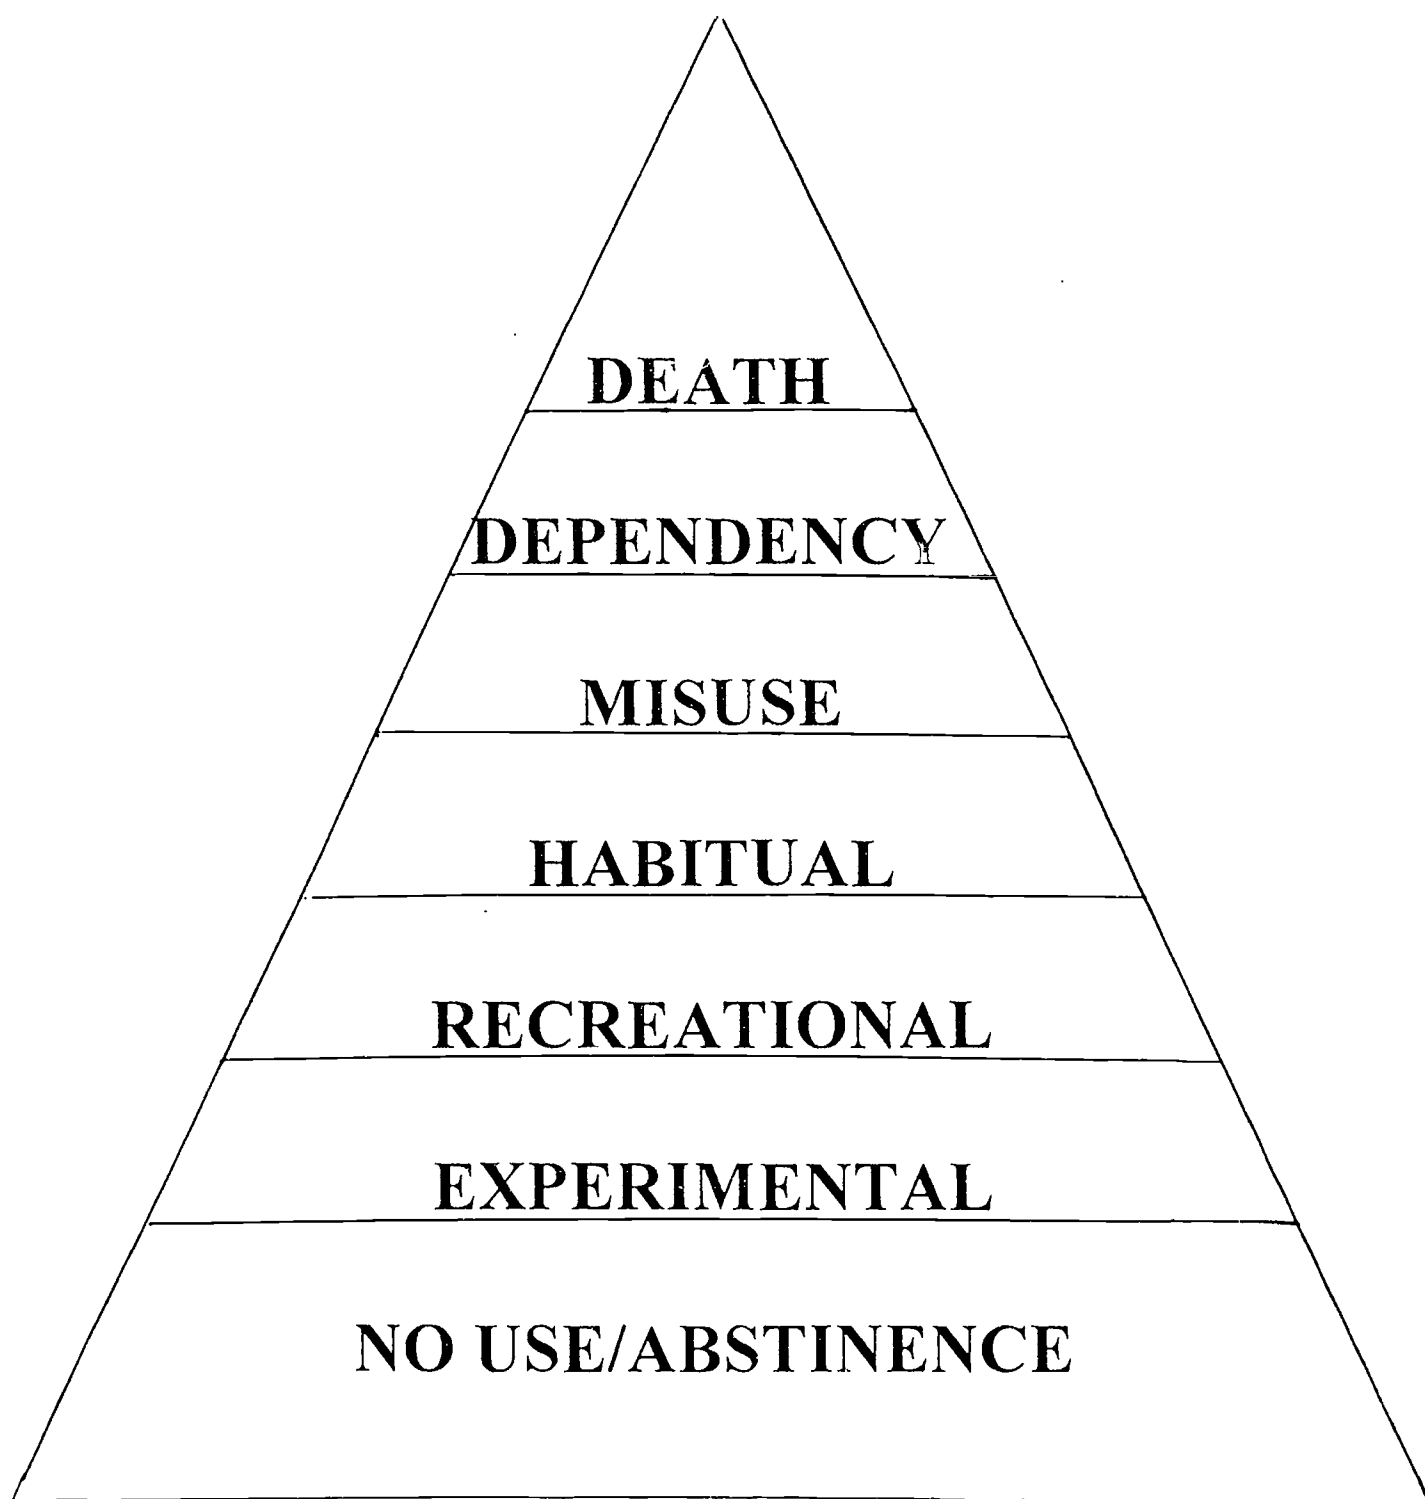 DEATH
DEPENDENCY
MISUSE
HABITUAL
RECREATIONAL
EXPERIMENTAL
NO USE/ABSTINENCE